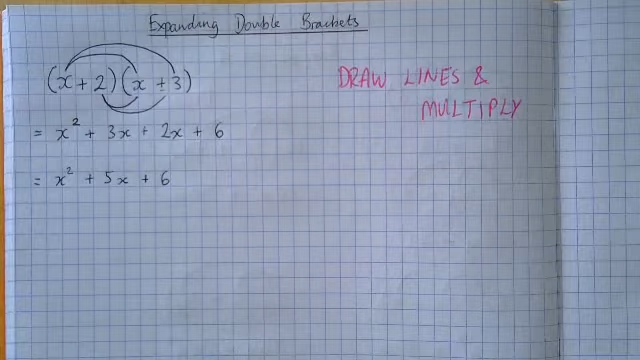 Expanding Double Brackets
(x + 2)(x + 3)
= x² + 3x + 2x + 6
= x² + 5x + 6
DRAW LINES &
MULTIPLY